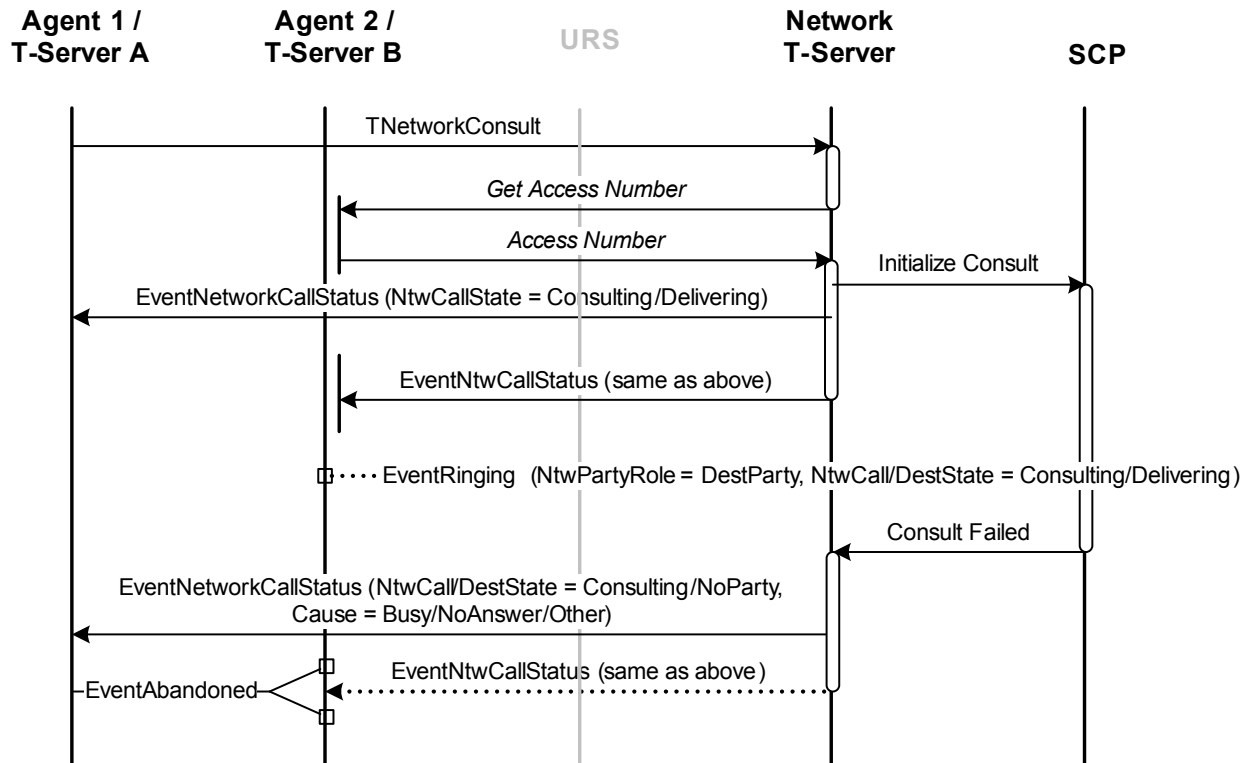 Agent 1 /
T-Server A
Agent 2 /
T-Server B
URS
Network
T-Server
SCP
TNetworkConsult
Get Access Number
Access Number
Initialize Consult
EventNetworkCallStatus (NtwCallState = Consulting/Delivering)
EventNtwCallStatus (same as above)
EventRinging (NtwPartyRole = DestParty, NtwCall/DestState = Consulting/Delivering)
Consult Failed
EventNetworkCallStatus (NtwCall/DestState = Consulting/NoParty,
Cause = Busy/NoAnswer/Other)
EventNtwCallStatus (same as above)
EventAbandoned